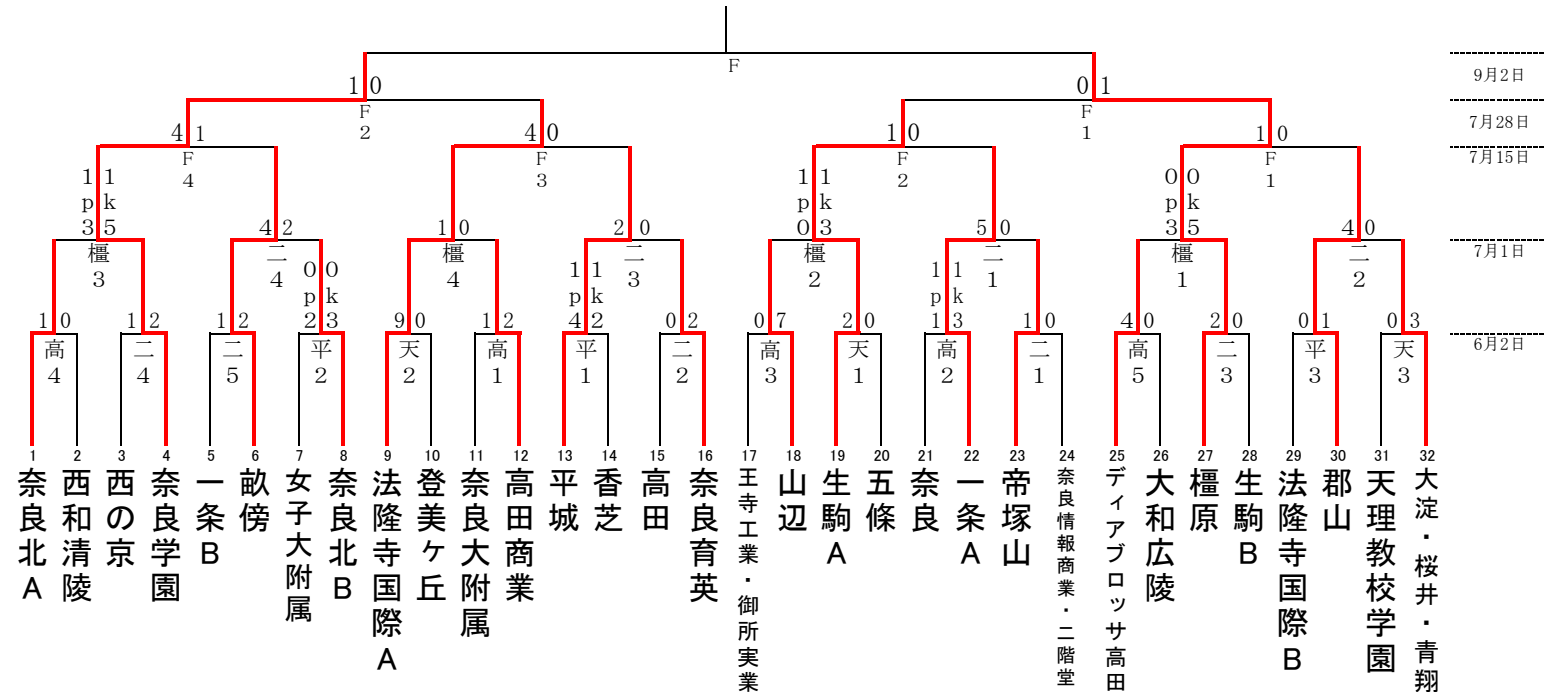 F
9月2日
1 0
0 1
F
2
F
1
7月28日
4 1
4 0
1 0
1 0
F
4
F
3
F
2
F
1
7月15日
1 1
p k
3 5
1 1
p k
0 3
0 0
p k
3 5
4 2
1 0
2 0
5 0
4 0
橿
3
二
4
橿
4
二
3
橿
2
二
1
橿
1
二
2
7月1日
0 0
p k
2 3
1 1
p k
4 2
1 1
p k
1 3
1 0
1 2
1 2
9 0
1 2
0 2
0 7
2 0
1 0
4 0
2 0
0 1
0 3
高
4
二
4
二
5
平
2
天
2
高
1
平
1
二
2
高
3
天
1
高
2
二
1
高
5
二
3
平
3
天
3
6月2日
1
奈良北A
2
西和清陵
3
西の京
4
奈良学園
5
一条B
6
畝傍
7
女子大附属
8
奈良北B
9
法隆寺国際A
10
登美ヶ丘
11
奈良大附属
12
高田商業
13
平城
14
香芝
15
高田
16
奈良育英
17
王寺工業・御所実業
18
山辺
19
生駒A
20
五條
21
奈良
22
一条A
23
帝塚山
24
奈良情報商業・二階堂
25
ディアブロッサ高田
26
大和広陵
27
橿原
28
生駒B
29
法隆寺国際B
30
郡山
31
天理教校学園
32
大淀・桜井・青翔